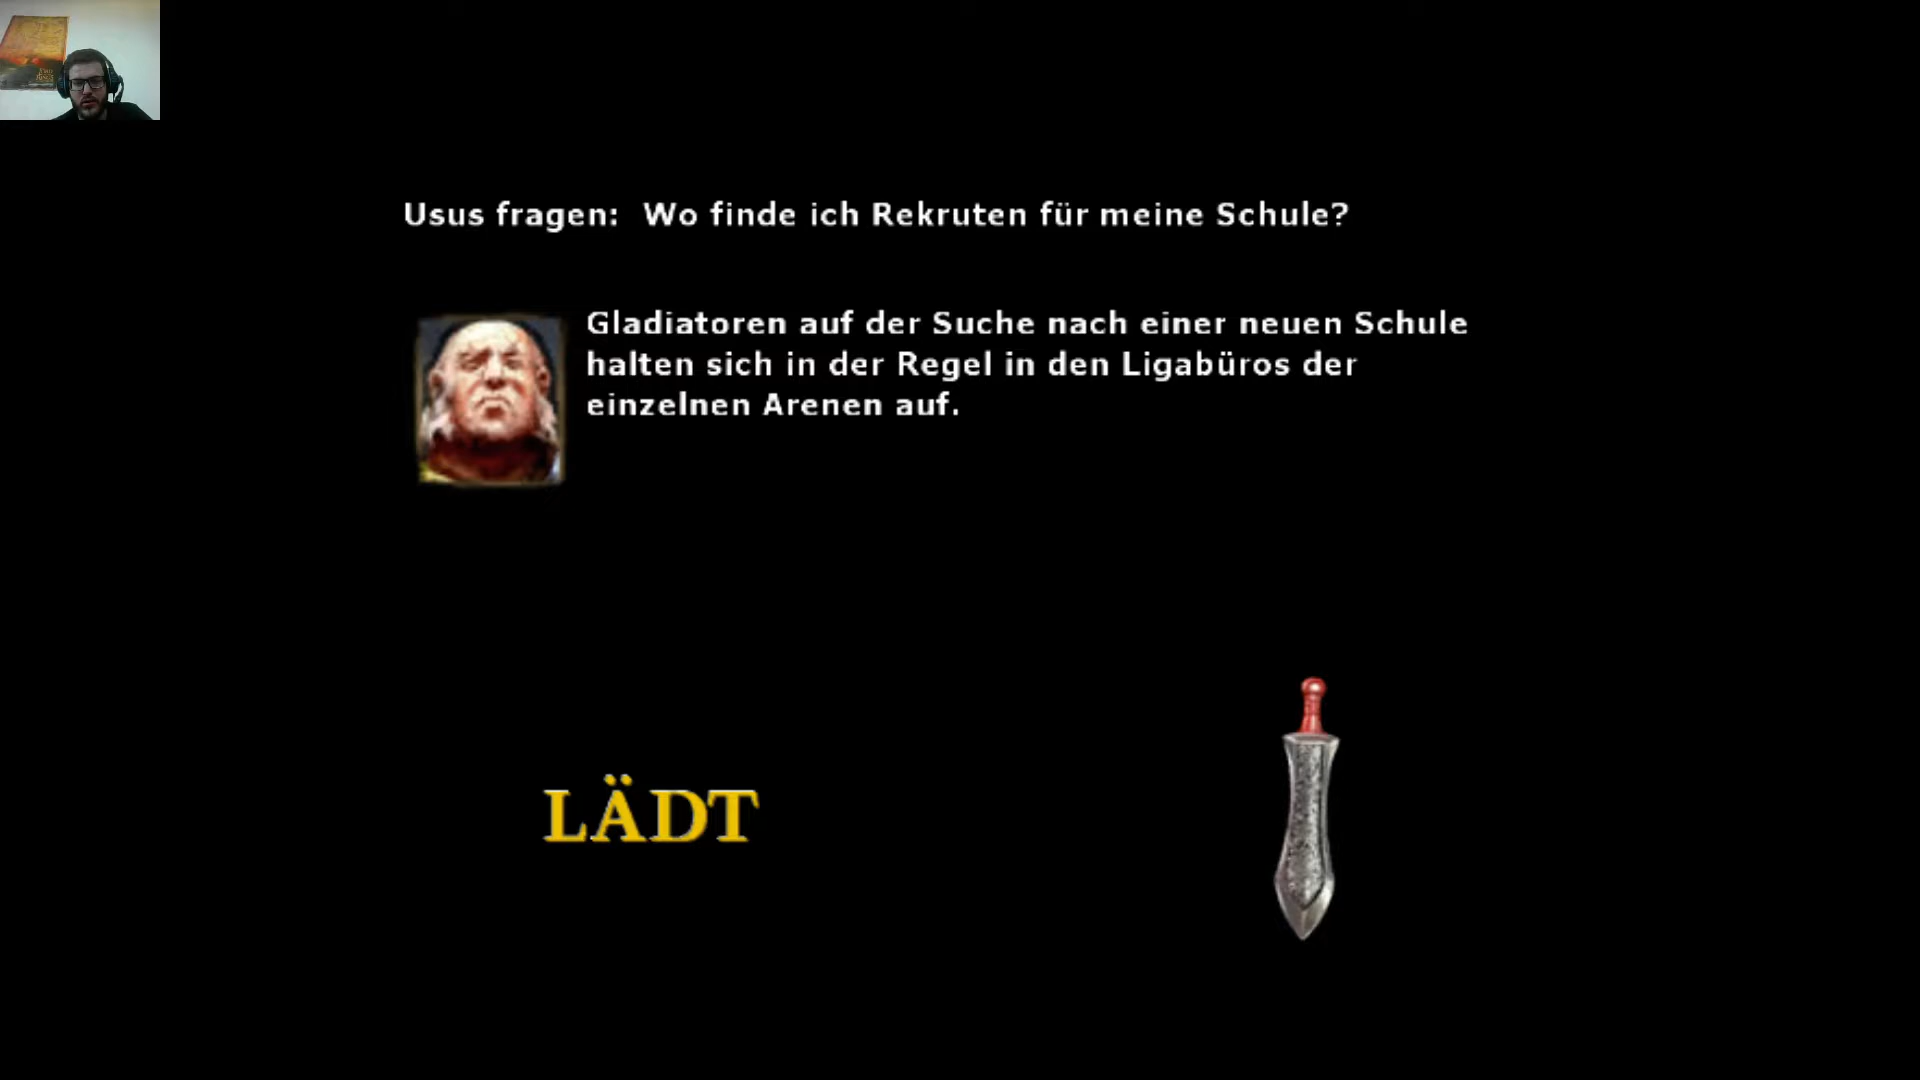 Usus fragen:  Wo finde ich Rekruten für meine Schule?
Gladiatoren auf der Suche nach einer neuen Schule
halten sich in der Regel in den Ligabüros der
einzelnen Arenen auf.
LÄDT